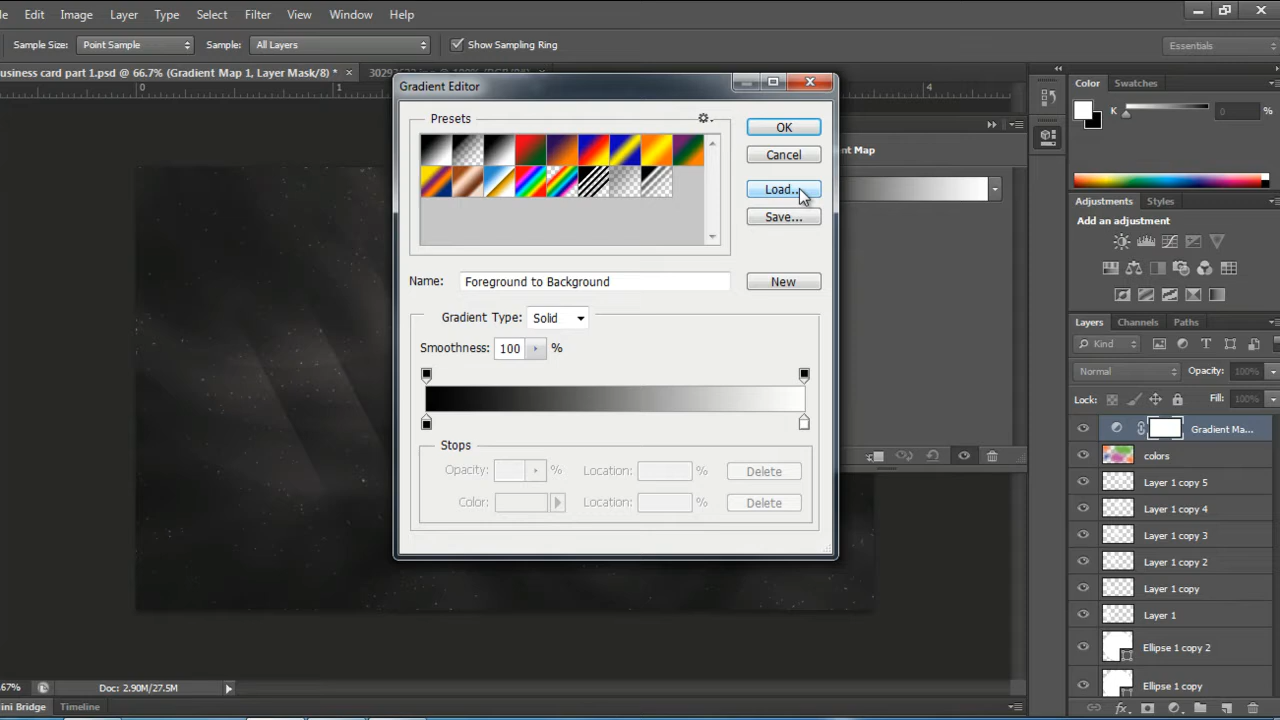 Edit Image Layer Type Select Filter View Window Help
Sample Size: Point Sample Sample: All Layers Show Sampling Ring Essentials
usiness card part 1.psd @ 66.7% (Gradient Map 1, Layer Mask/8) *
0 1 4
Gradient Editor
Presets
OK
Cancel
Load...
Save...
Name: Foreground to Background New
Gradient Type: Solid
Smoothness: 100 %
Stops
Opacity: % Location: % Delete
Color: Location: % Delete
Map
Color Swatches
K 0 %
Adjustments Styles
Add an adjustment
Layers Channels Paths
Kind
Normal Opacity: 100%
Lock: Fill: 100%
Gradient Ma...
colors
Layer 1 copy 5
Layer 1 copy 4
Layer 1 copy 3
Layer 1 copy 2
Layer 1 copy
Layer 1
Ellipse 1 copy 2
Ellipse 1 copy
67% Doc: 2.90M/27.5M
ini Bridge Timeline